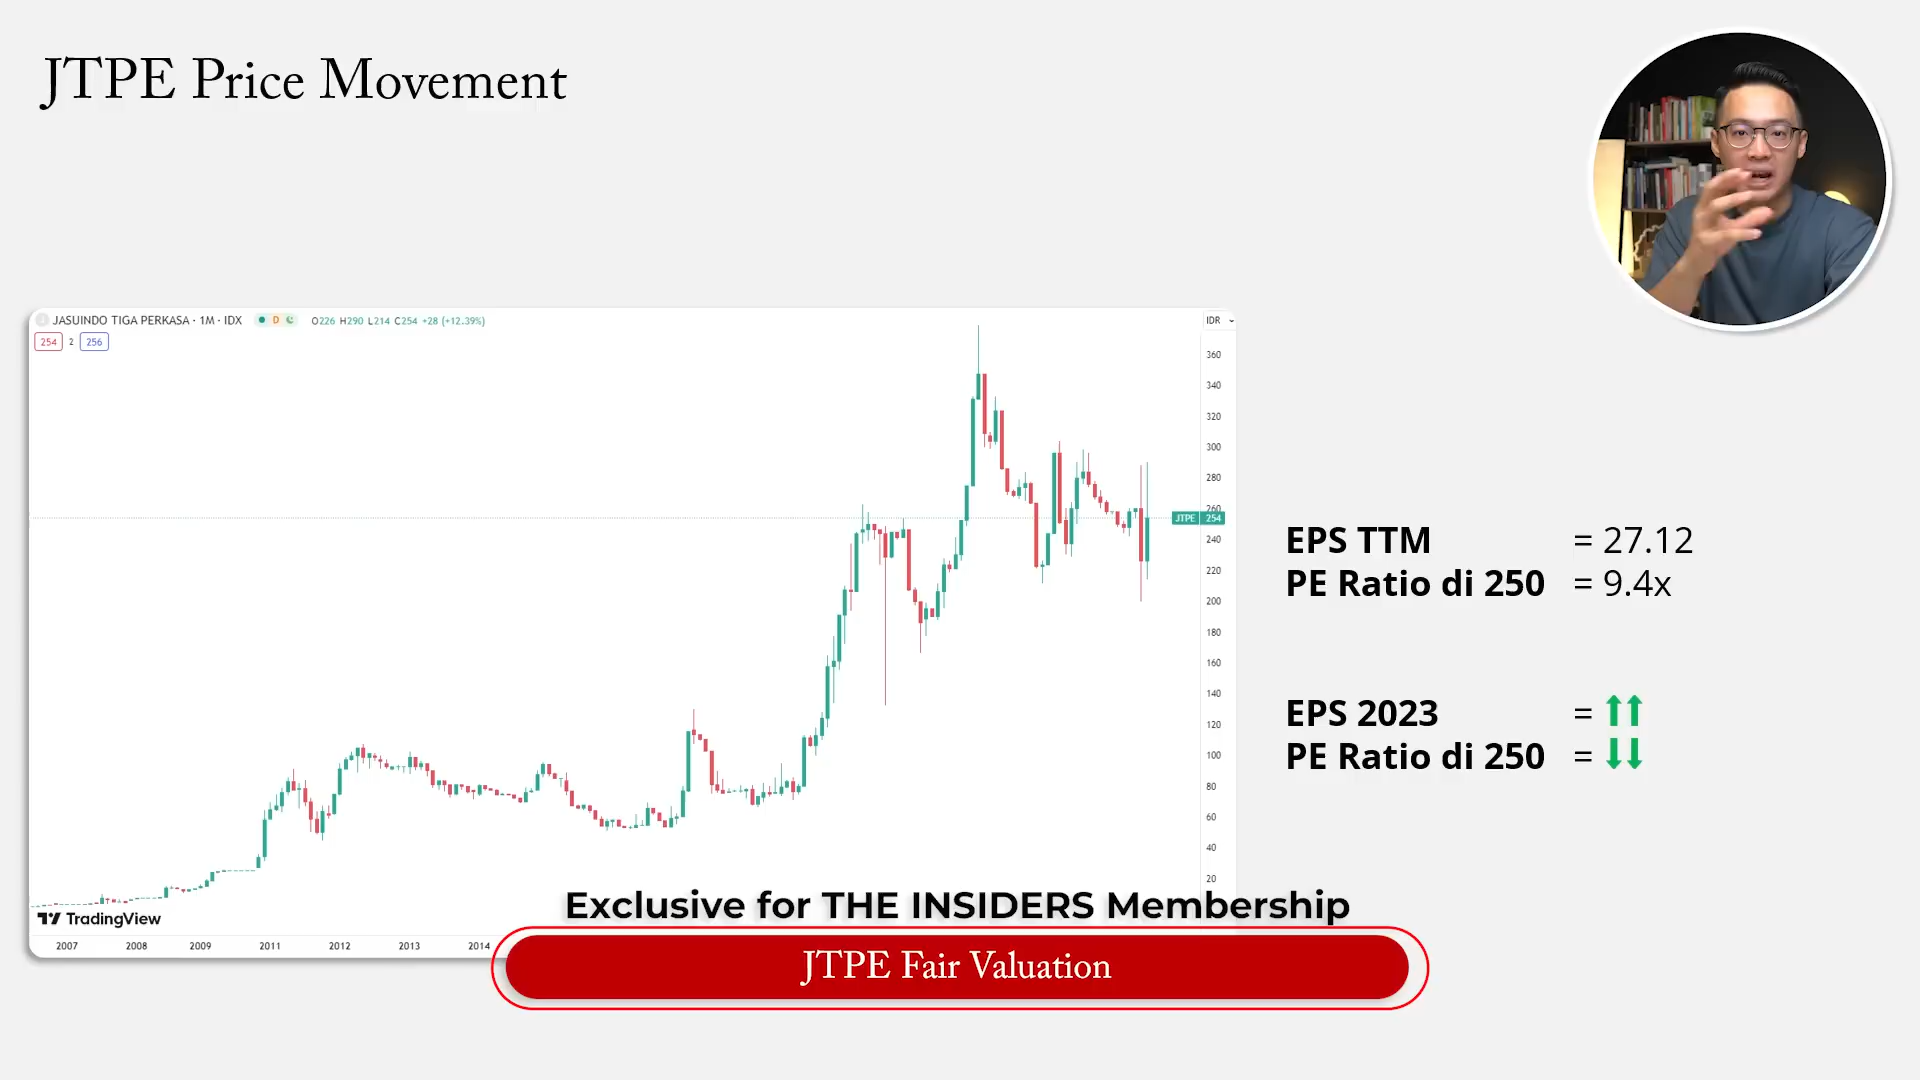 JTPE Price Movement
JASUINDO TIGA PERKASA · 1M · IDX D O226 H290 L214 C254 +28 (+12.39%)
IDR
254 2 256
360
340
320
300
280
260
JTPE 254
240
220
200
180
160
140
120
100
80
60
40
20
TradingView
2007 2008 2009 2011 2012 2013 2014
EPS TTM = 27.12
PE Ratio di 250 = 9.4x
EPS 2023 = ⬆⬆
PE Ratio di 250 = ⬇⬇
Exclusive for THE INSIDERS Membership
JTPE Fair Valuation